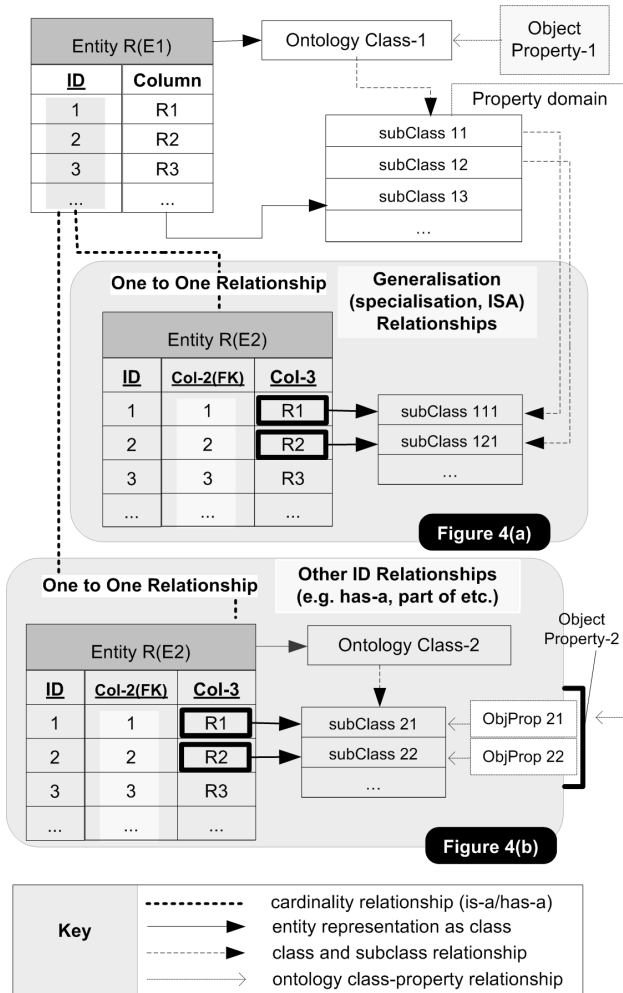 Entity R(E1)
ID Column
1 R1
2 R2
3 R3
... ...
Ontology Class-1
Object
Property-1
Property domain
subClass 11
subClass 12
subClass 13
...
One to One Relationship
Generalisation
(specialisation, ISA)
Relationships
Entity R(E2)
ID Col-2(FK) Col-3
1 1 R1
2 2 R2
3 3 R3
... ... ...
subClass 111
subClass 121
...
Figure 4(a)
One to One Relationship
Other ID Relationships
(e.g. has-a, part of etc.)
Entity R(E2)
ID Col-2(FK) Col-3
1 1 R1
2 2 R2
3 3 R3
... ... ...
Ontology Class-2
subClass 21
subClass 22
...
Object
Property-2
ObjProp 21
ObjProp 22
Figure 4(b)
Key
cardinality relationship (is-a/has-a)
entity representation as class
class and subclass relationship
ontology class-property relationship